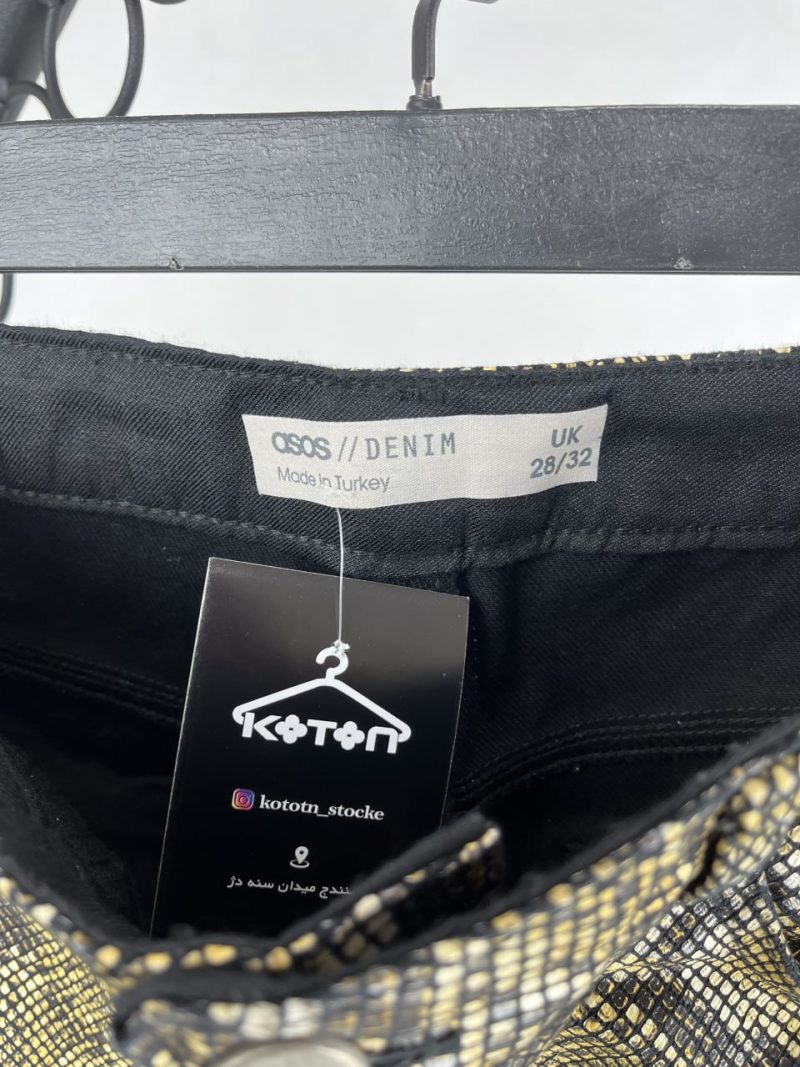 asos // DENIM
Made in Turkey
UK
28/32
KOTON
kototn_stocke
میدان سنه دژ